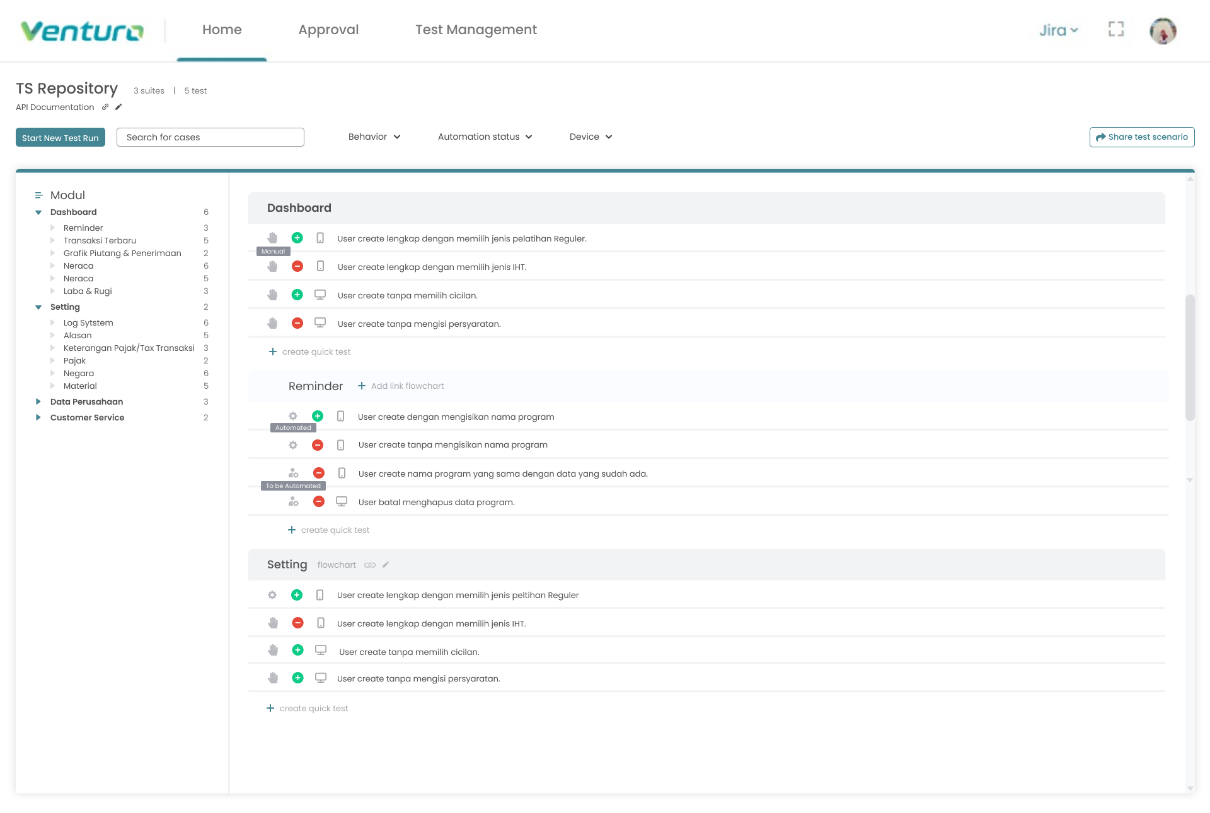 Venturo
Home Approval Test Management Jira
TS Repository 3 suites | 5 test
API Documentation
Start New Test Run Search for cases Behavior Automation status Device Share test scenario
Modul
Dashboard 6
Reminder 3
Transaksi Terbaru 5
Grafik Piutang & Penerimaan 2
Neraca 6
Neraca 5
Laba & Rugi 3
Setting 2
Log Sytstem 6
Alasan 5
Keterangan Pajak/Tax Transaksi 3
Pajak 2
Negara 6
Material 5
Data Perusahaan 3
Customer Service 2
Dashboard
User create lengkap dengan memilih jenis pelatihan Reguler.
Manual
User create lengkap dengan memilih jenis IHT.
User create tanpa memilih cicilan.
User create tanpa mengisi persyaratan.
+ create quick test
Reminder + Add link flowchart
User create dengan mengisikan nama program
Automated
User create tanpa mengisikan nama program
User create nama program yang sama dengan data yang sudah ada.
To be Automated
User batal menghapus data program.
+ create quick test
Setting flowchart
User create lengkap dengan memilih jenis peltihan Reguler
User create lengkap dengan memilih jenis IHT.
User create tanpa memilih cicilan.
User create tanpa mengisi persyaratan.
+ create quick test